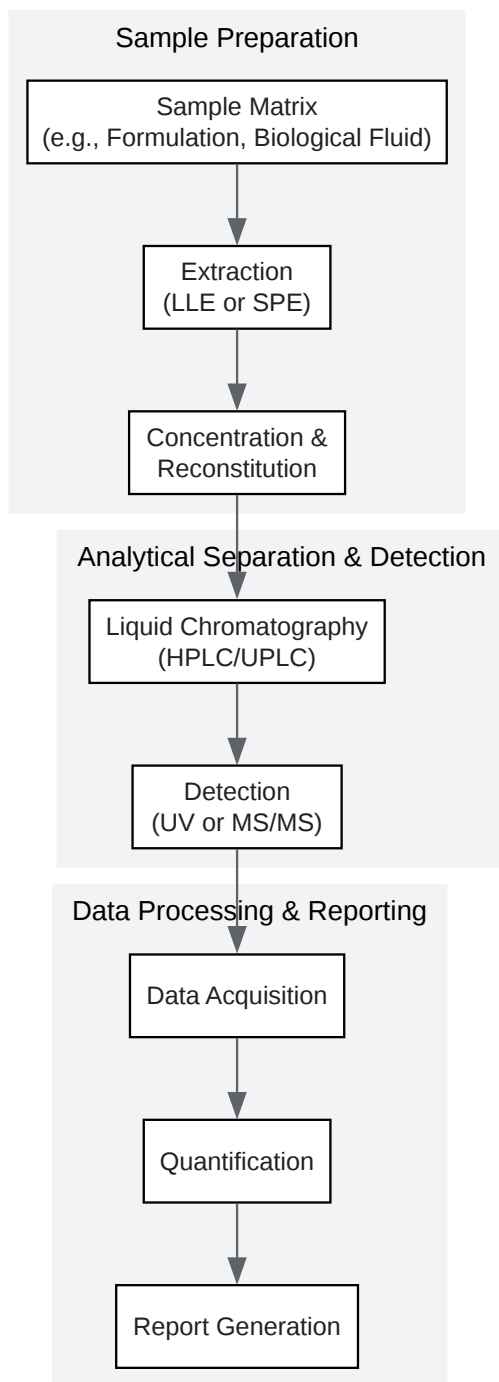 Sample Preparation
Sample Matrix
(e.g., Formulation, Biological Fluid)
Extraction
(LLE or SPE)
Concentration &
Reconstitution
Analytical Separation & Detection
Liquid Chromatography
(HPLC/UPLC)
Detection
(UV or MS/MS)
Data Processing & Reporting
Data Acquisition
Quantification
Report Generation